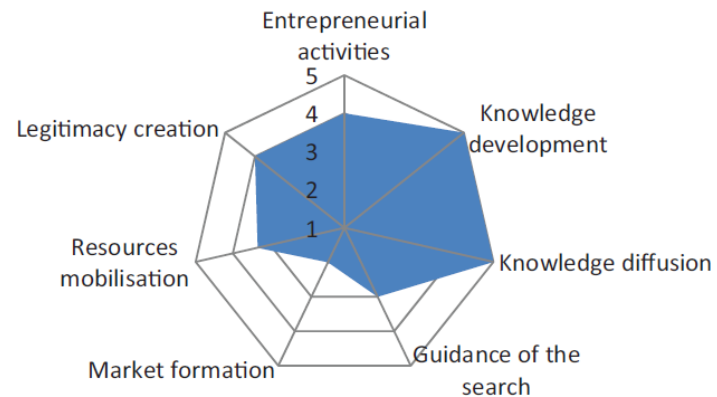 Entrepreneurial
activities
5
4
3
2
1
Knowledge
development
Knowledge diffusion
Guidance of the
search
Market formation
Resources
mobilisation
Legitimacy creation